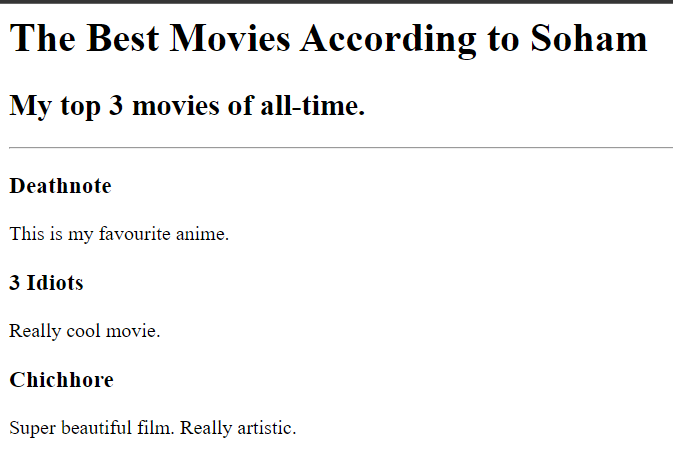 The Best Movies According to Soham
My top 3 movies of all-time.
Deathnote
This is my favourite anime.
3 Idiots
Really cool movie.
Chichhore
Super beautiful film. Really artistic.